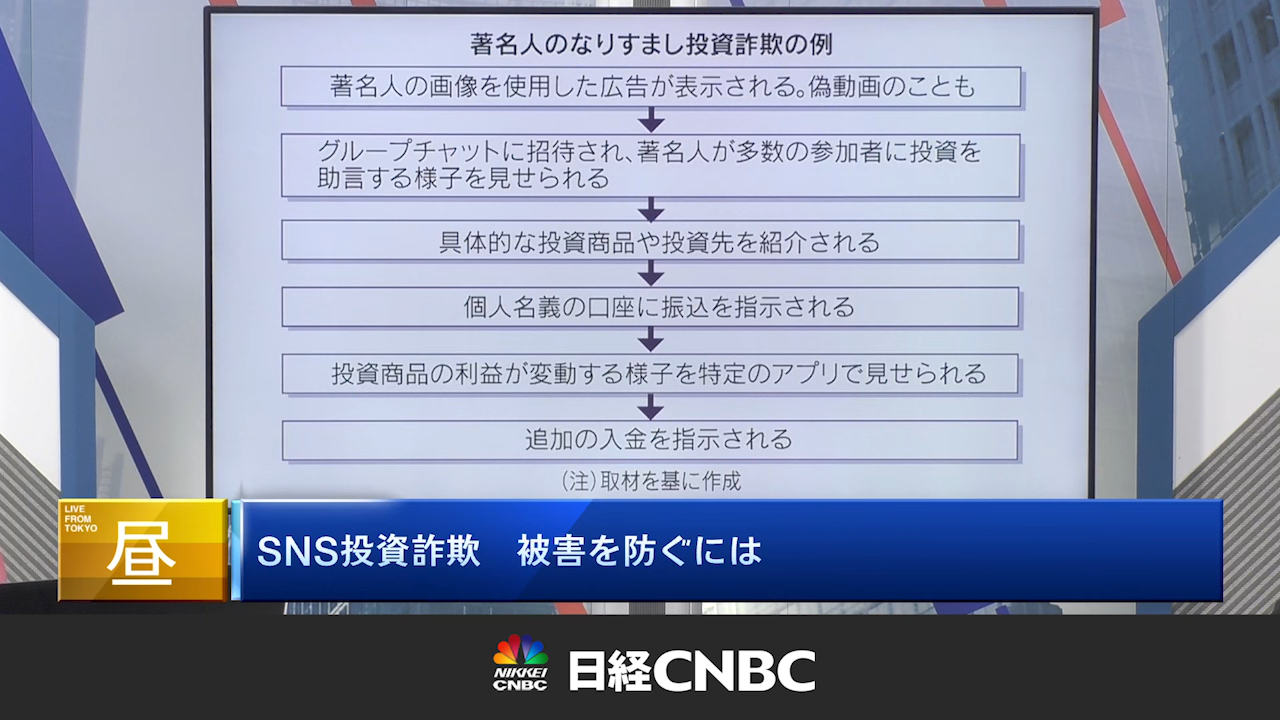 著名人のなりすまし投資詐欺の例
著名人の画像を使用した広告が表示される。偽動画のことも
グループチャットに招待され、著名人が多数の参加者に投資を
助言する様子を見せられる
具体的な投資商品や投資先を紹介される
個人名義の口座に振込を指示される
投資商品の利益が変動する様子を特定のアプリで見せられる
追加の入金を指示される
（注）取材を基に作成
LIVE
FROM
TOKYO
昼
SNS投資詐欺　被害を防ぐには
NIKKEI
CNBC
日経CNBC